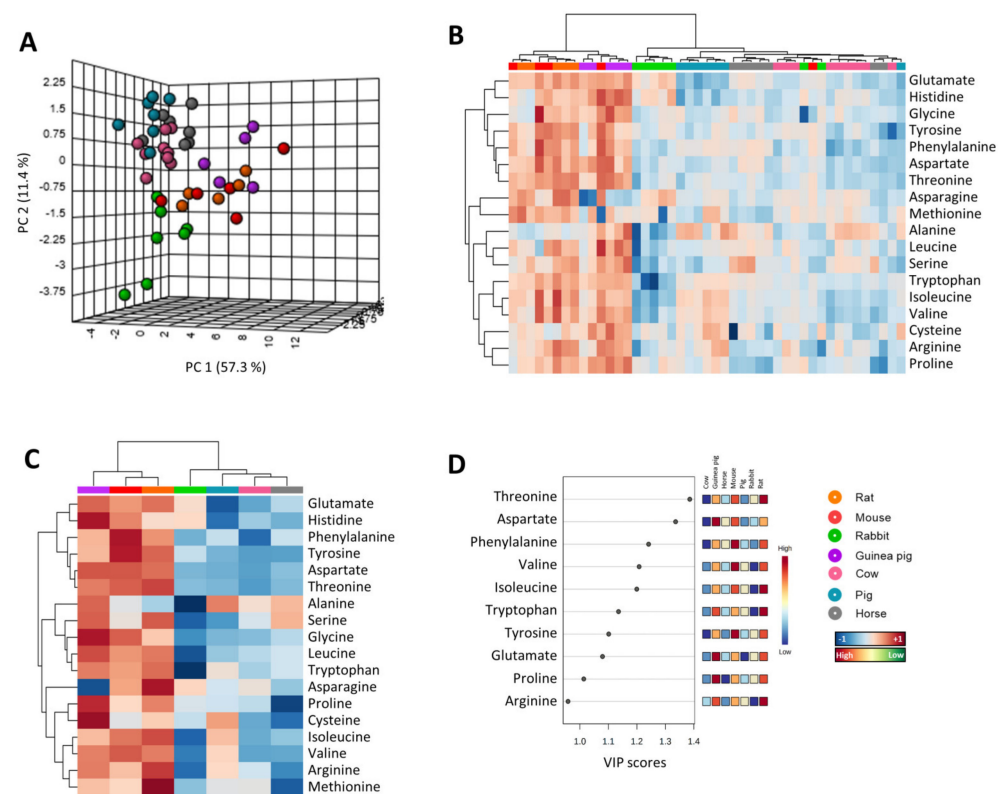 A
2.25
1.5
0.75
0
-0.75
-1.5
-2.25
-3
-3.75
PC 2 (11.4 %)
-4
-2
0
2
4
6
8
10
12
PC 1 (57.3 %)
B
Glutamate
Histidine
Glycine
Tyrosine
Phenylalanine
Aspartate
Threonine
Asparagine
Methionine
Alanine
Leucine
Serine
Tryptophan
Isoleucine
Valine
Cysteine
Arginine
Proline
C
Glutamate
Histidine
Phenylalanine
Tyrosine
Aspartate
Threonine
Alanine
Serine
Glycine
Leucine
Tryptophan
Asparagine
Proline
Cysteine
Isoleucine
Valine
Arginine
Methionine
D
Cow
Guinea pig
Horse
Mouse
Pig
Rabbit
Rat
Threonine
Aspartate
Phenylalanine
Valine
Isoleucine
Tryptophan
Tyrosine
Glutamate
Proline
Arginine
1.0 1.1 1.2 1.3 1.4
VIP scores
High
Low
Rat
Mouse
Rabbit
Guinea pig
Cow
Pig
Horse
-1 +1
High Low